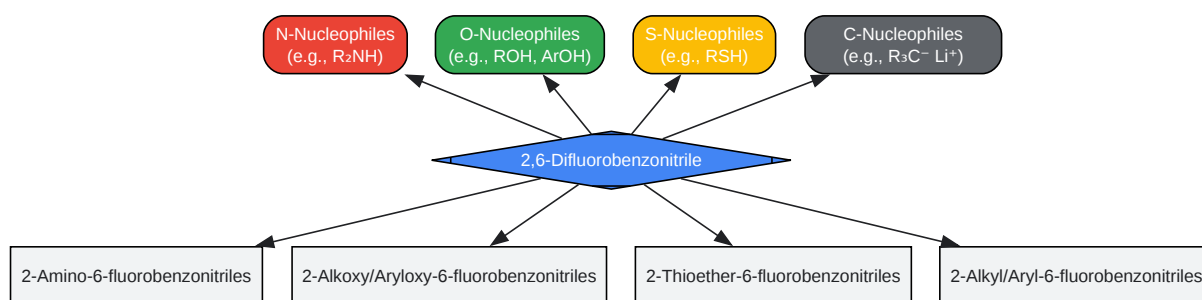 N-Nucleophiles
(e.g., R₂NH)
O-Nucleophiles
(e.g., ROH, ArOH)
S-Nucleophiles
(e.g., RSH)
C-Nucleophiles
(e.g., R₃C⁻ Li⁺)
2,6-Difluorobenzonitrile
2-Amino-6-fluorobenzonitriles
2-Alkoxy/Aryloxy-6-fluorobenzonitriles
2-Thioether-6-fluorobenzonitriles
2-Alkyl/Aryl-6-fluorobenzonitriles